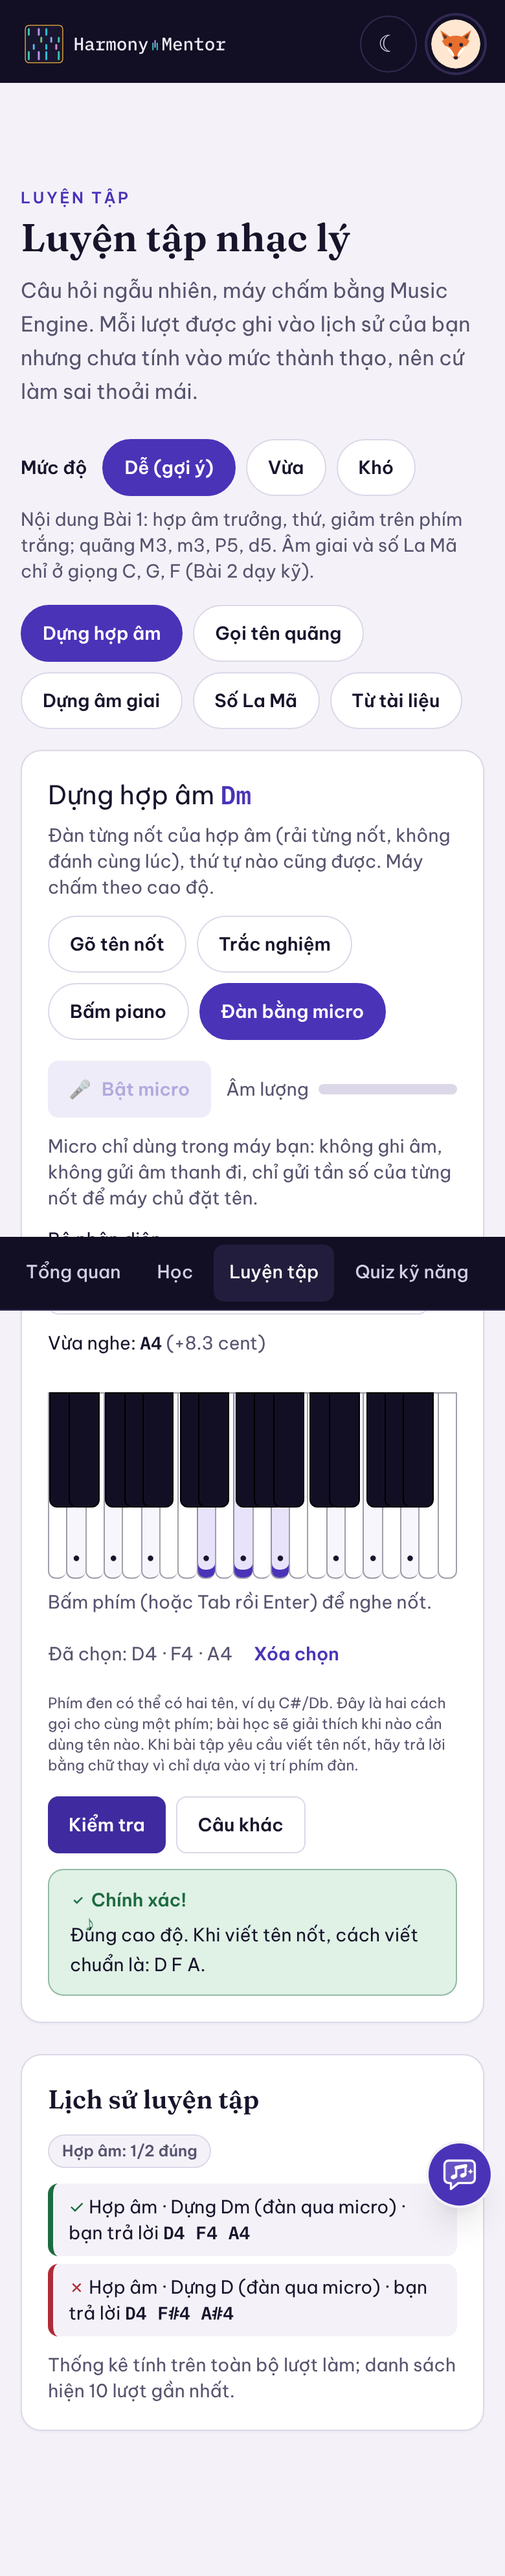 Harmony Mentor
LUYỆN TẬP
Luyện tập nhạc lý
Câu hỏi ngẫu nhiên, máy chấm bằng Music
Engine. Mỗi lượt được ghi vào lịch sử của bạn
nhưng chưa tính vào mức thành thạo, nên cứ
làm sai thoải mái.
Mức độ Dễ (gợi ý) Vừa Khó
Nội dung Bài 1: hợp âm trưởng, thứ, giảm trên phím
trắng; quãng M3, m3, P5, d5. Âm giai và số La Mã
chỉ ở giọng C, G, F (Bài 2 dạy kỹ).
Dựng hợp âm Gọi tên quãng
Dựng âm giai Số La Mã Từ tài liệu
Dựng hợp âm Dm
Đàn từng nốt của hợp âm (rải từng nốt, không
đánh cùng lúc), thứ tự nào cũng được. Máy
chấm theo cao độ.
Gõ tên nốt Trắc nghiệm
Bấm piano Đàn bằng micro
Bật micro Âm lượng
Micro chỉ dùng trong máy bạn: không ghi âm,
không gửi âm thanh đi, chỉ gửi tần số của từng
nốt để máy chủ đặt tên.
Tổng quan Học Luyện tập Quiz kỹ năng
Vừa nghe: A4 (+8.3 cent)
Bấm phím (hoặc Tab rồi Enter) để nghe nốt.
Đã chọn: D4 · F4 · A4 Xóa chọn
Phím đen có thể có hai tên, ví dụ C#/Db. Đây là hai cách
gọi cho cùng một phím; bài học sẽ giải thích khi nào cần
dùng tên nào. Khi bài tập yêu cầu viết tên nốt, hãy trả lời
bằng chữ thay vì chỉ dựa vào vị trí phím đàn.
Kiểm tra Câu khác
✓ Chính xác!
Đúng cao độ. Khi viết tên nốt, cách viết
chuẩn là: D F A.
Lịch sử luyện tập
Hợp âm: 1/2 đúng
✓ Hợp âm · Dựng Dm (đàn qua micro) ·
bạn trả lời D4 F4 A4
✕ Hợp âm · Dựng D (đàn qua micro) · bạn
trả lời D4 F#4 A#4
Thống kê tính trên toàn bộ lượt làm; danh sách
hiện 10 lượt gần nhất.